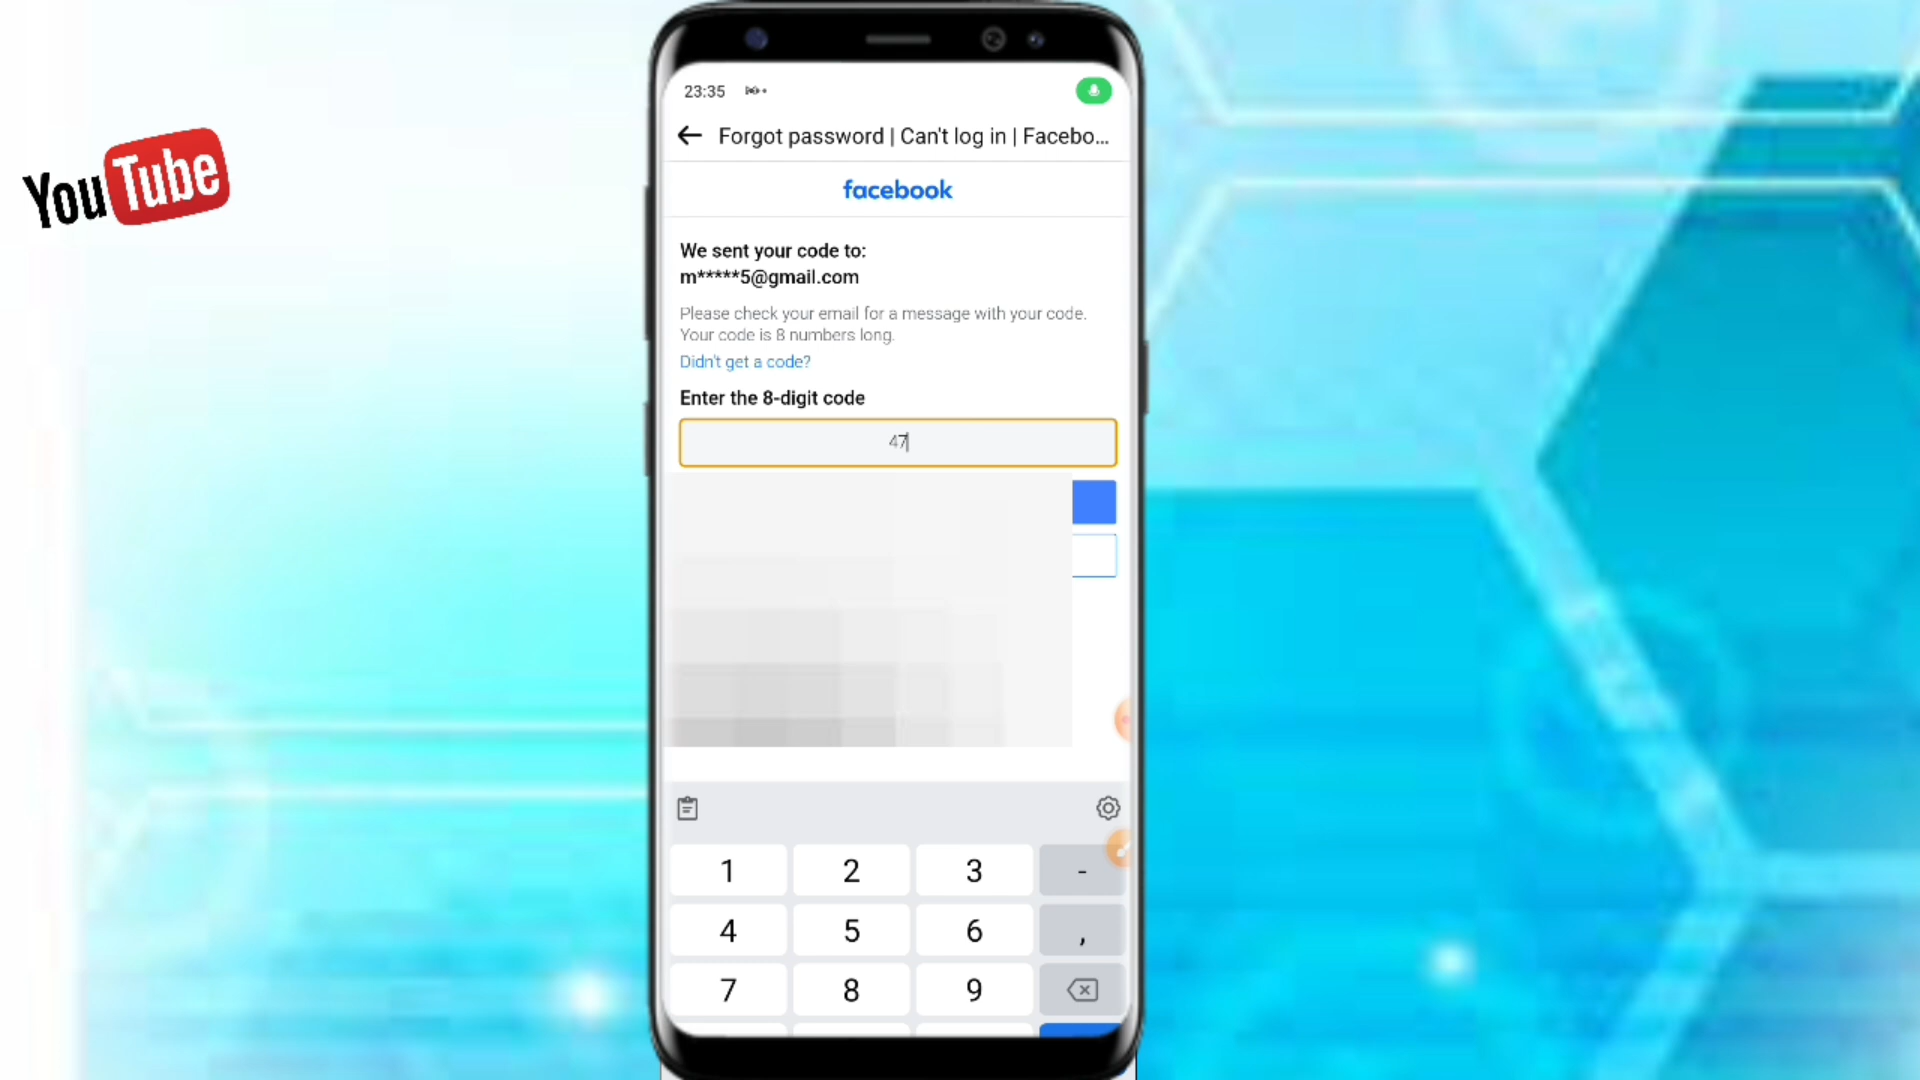 YouTube
23:35
Forgot password | Can't log in | Facebo...
facebook
We sent your code to:
m*****5@gmail.com
Please check your email for a message with your code.
Your code is 8 numbers long.
Didn't get a code?
Enter the 8-digit code
47
1 2 3 -
4 5 6 ,
7 8 9